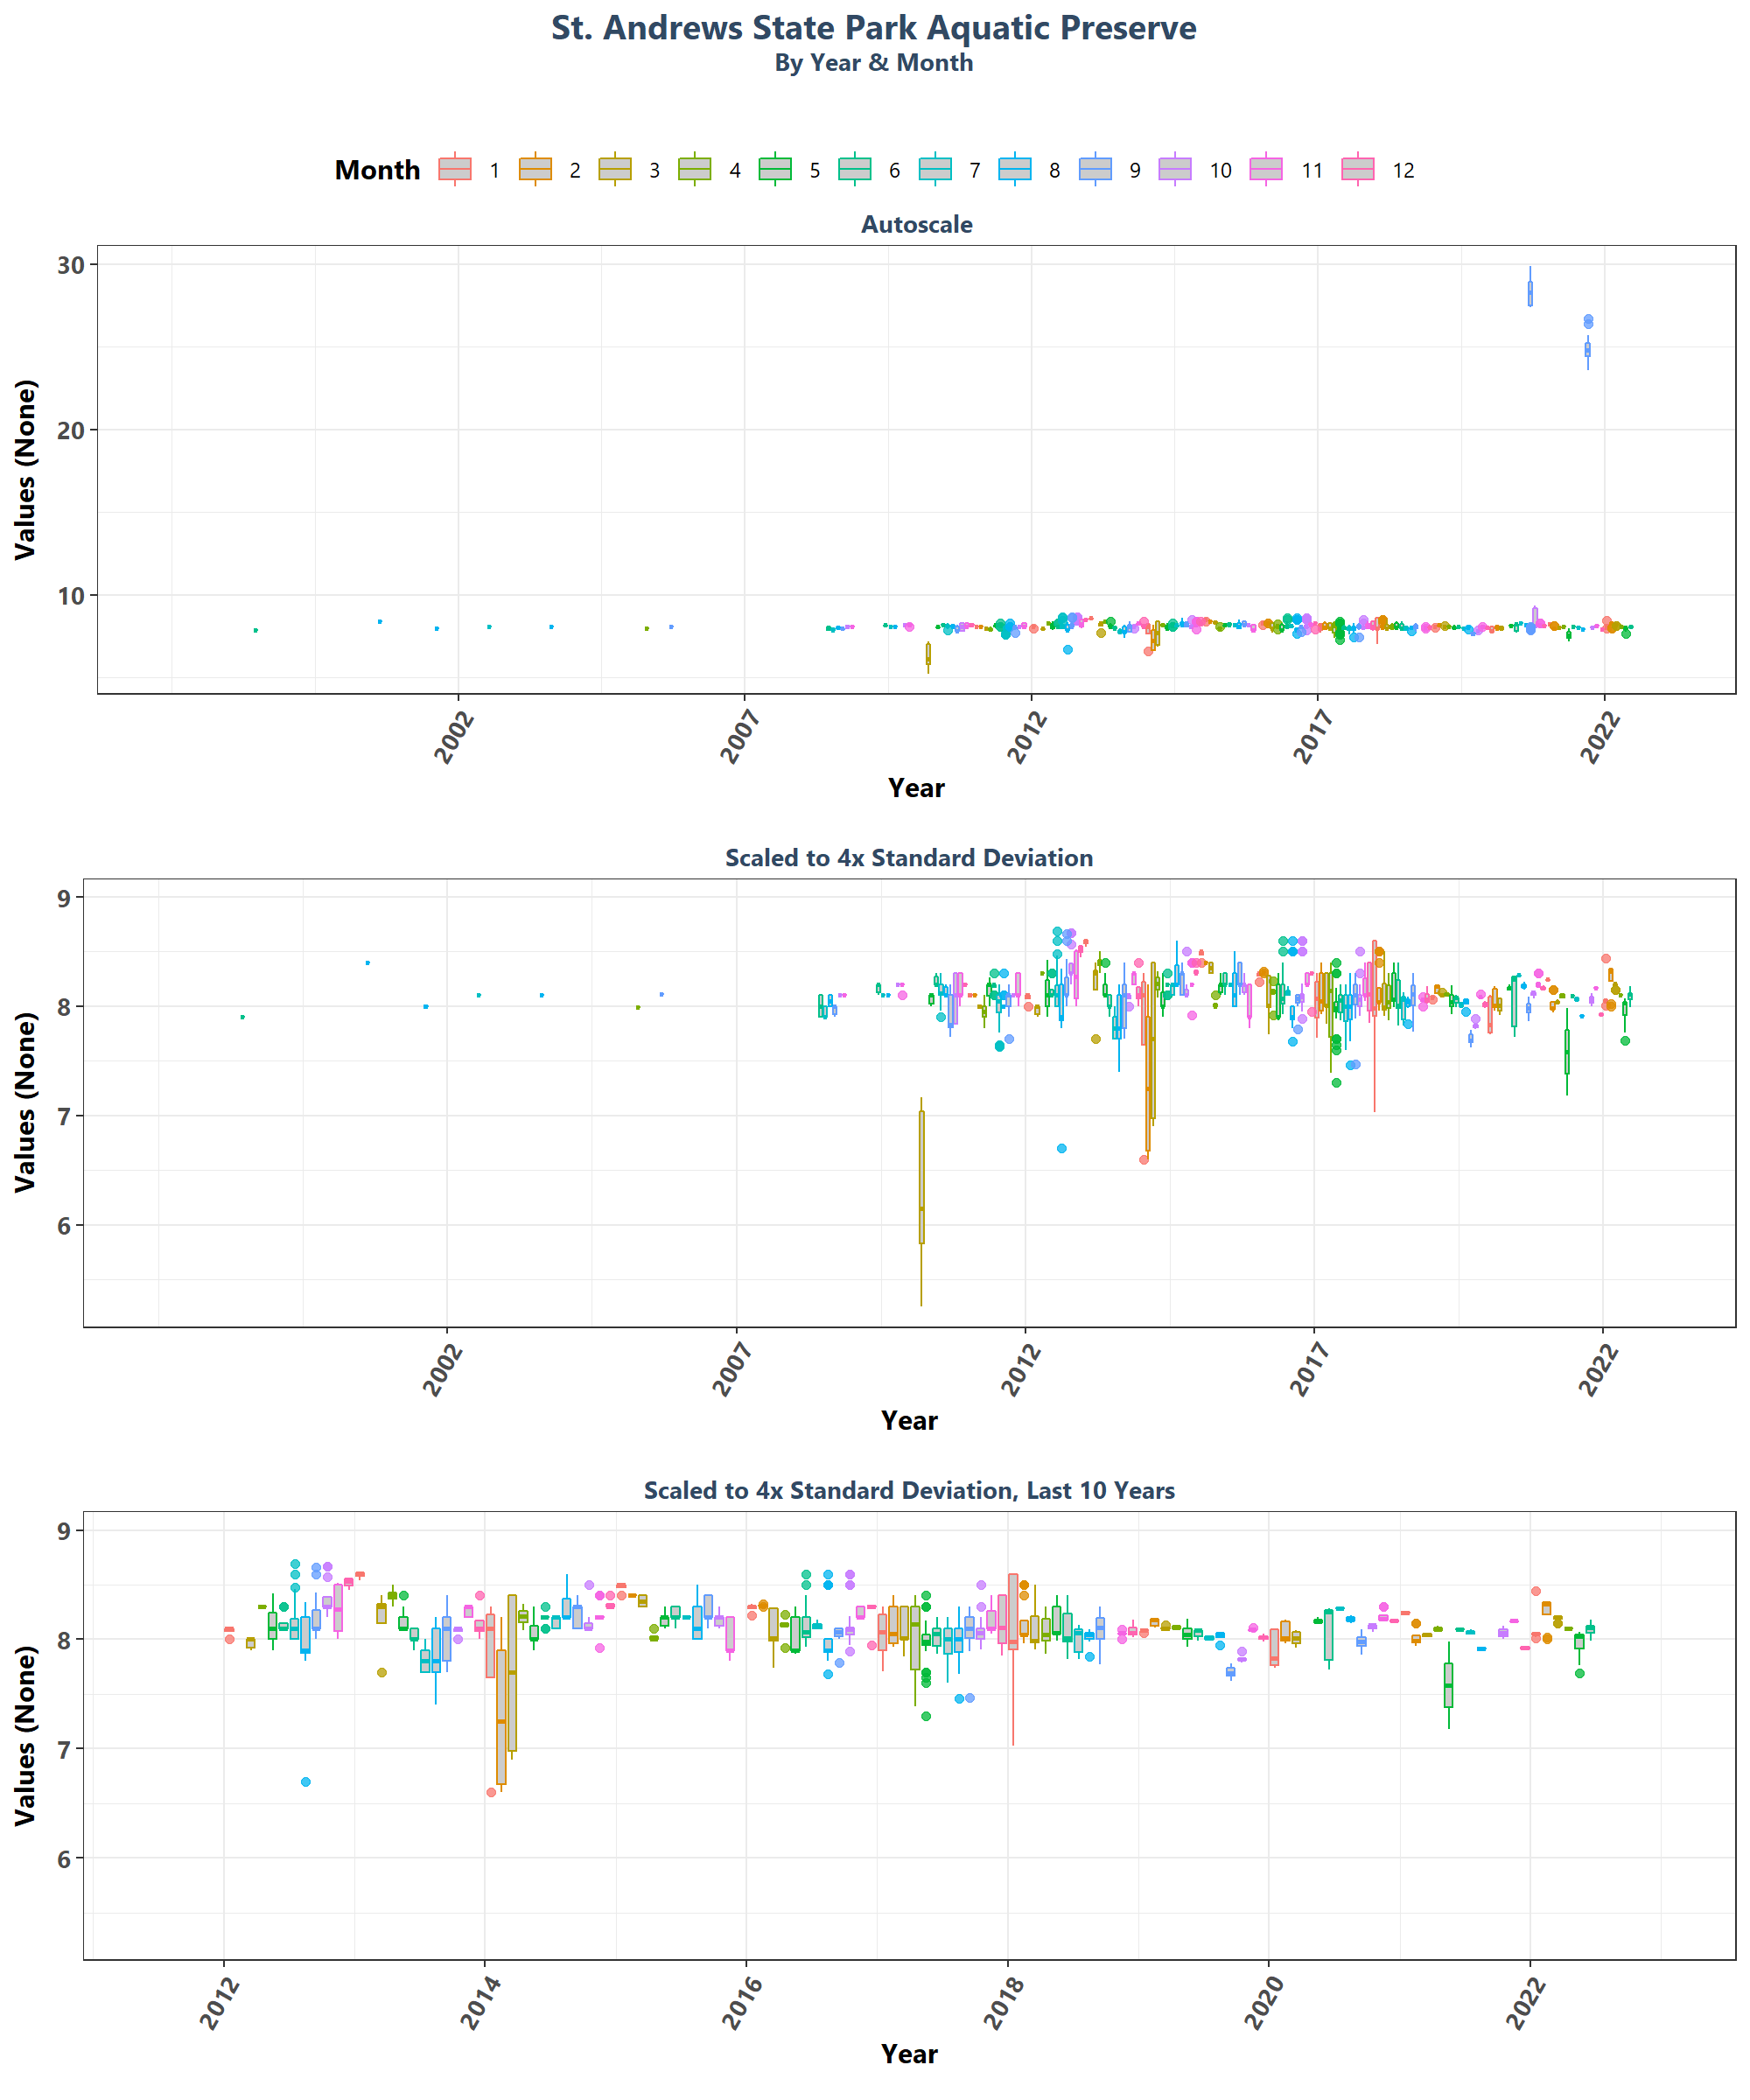 St. Andrews State Park Aquatic Preserve
By Year & Month
Month 1 2 3 4 5 6 7 8 9 10 11 12
Autoscale
30
20
10
Values (None)
2002 2007 2012 2017 2022
Year
Scaled to 4x Standard Deviation
9
8
7
6
Values (None)
2002 2007 2012 2017 2022
Year
Scaled to 4x Standard Deviation, Last 10 Years
9
8
7
6
Values (None)
2012 2014 2016 2018 2020 2022
Year